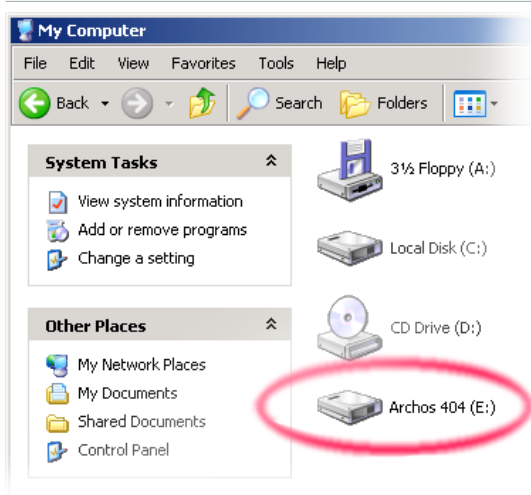 My Computer
File Edit View Favorites Tools Help
Back Search Folders
System Tasks
View system information
Add or remove programs
Change a setting
Other Places
My Network Places
My Documents
Shared Documents
Control Panel
3½ Floppy (A:)
Local Disk (C:)
CD Drive (D:)
Archos 404 (E:)